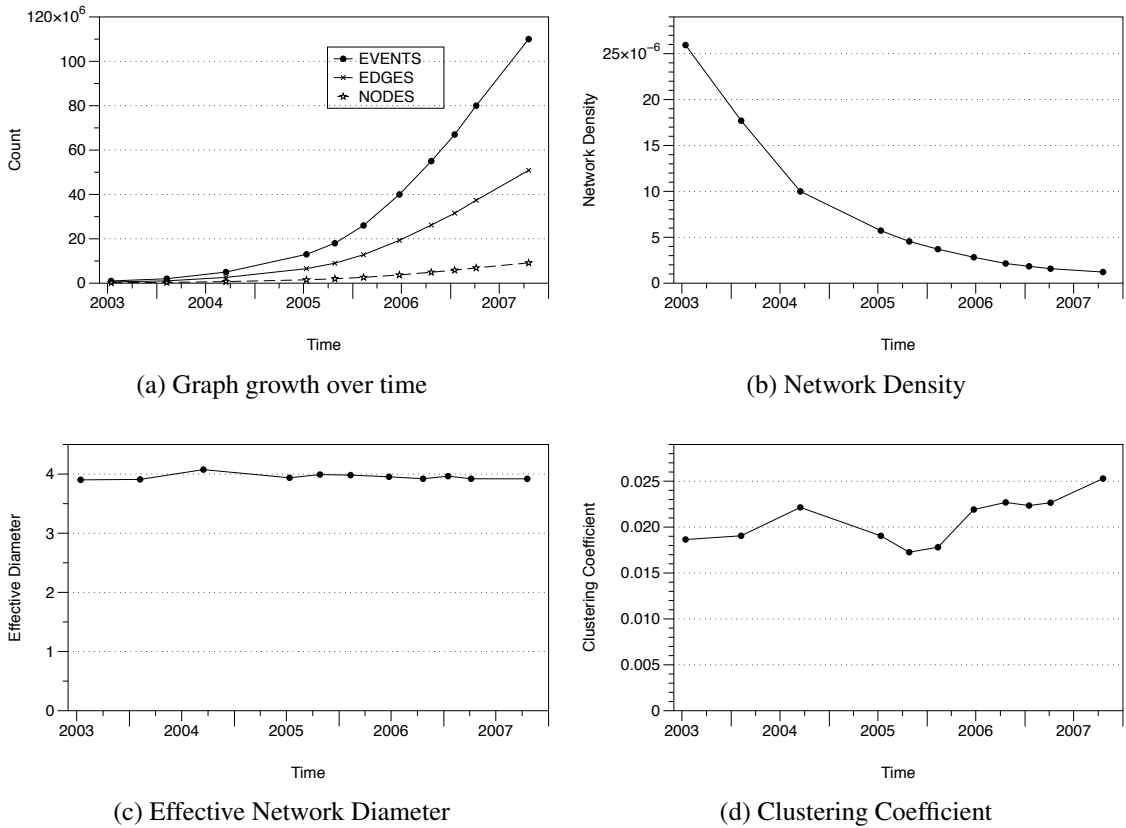 120×10⁶
100
80
60
40
20
0
Count
EVENTS
EDGES
NODES
2003 2004 2005 2006 2007
Time
(a) Graph growth over time
25×10⁻⁶
20
15
10
5
0
Network Density
2003 2004 2005 2006 2007
Time
(b) Network Density
4
3
2
1
0
Effective Diameter
2003 2004 2005 2006 2007
Time
(c) Effective Network Diameter
0.025
0.020
0.015
0.010
0.005
0
Clustering Coefficient
2003 2004 2005 2006 2007
Time
(d) Clustering Coefficient